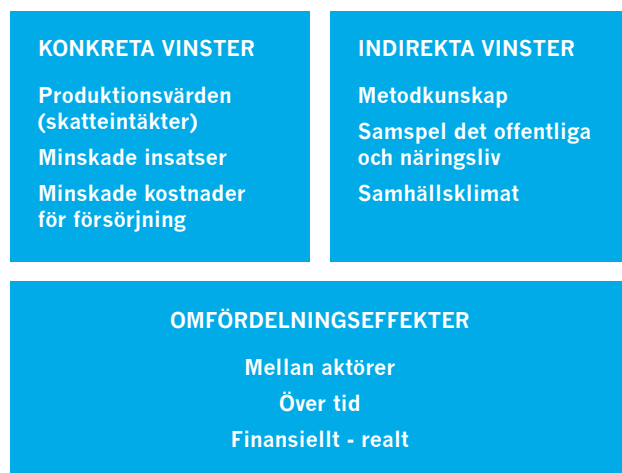 KONKRETA VINSTER
Produktionsvärden
(skatteintäkter)
Minskade insatser
Minskade kostnader
för försörjning
INDIREKTA VINSTER
Metodkunskap
Samspel det offentliga
och näringsliv
Samhällsklimat
OMFÖRDELNINGSEFFEKTER
Mellan aktörer
Över tid
Finansiellt - realt